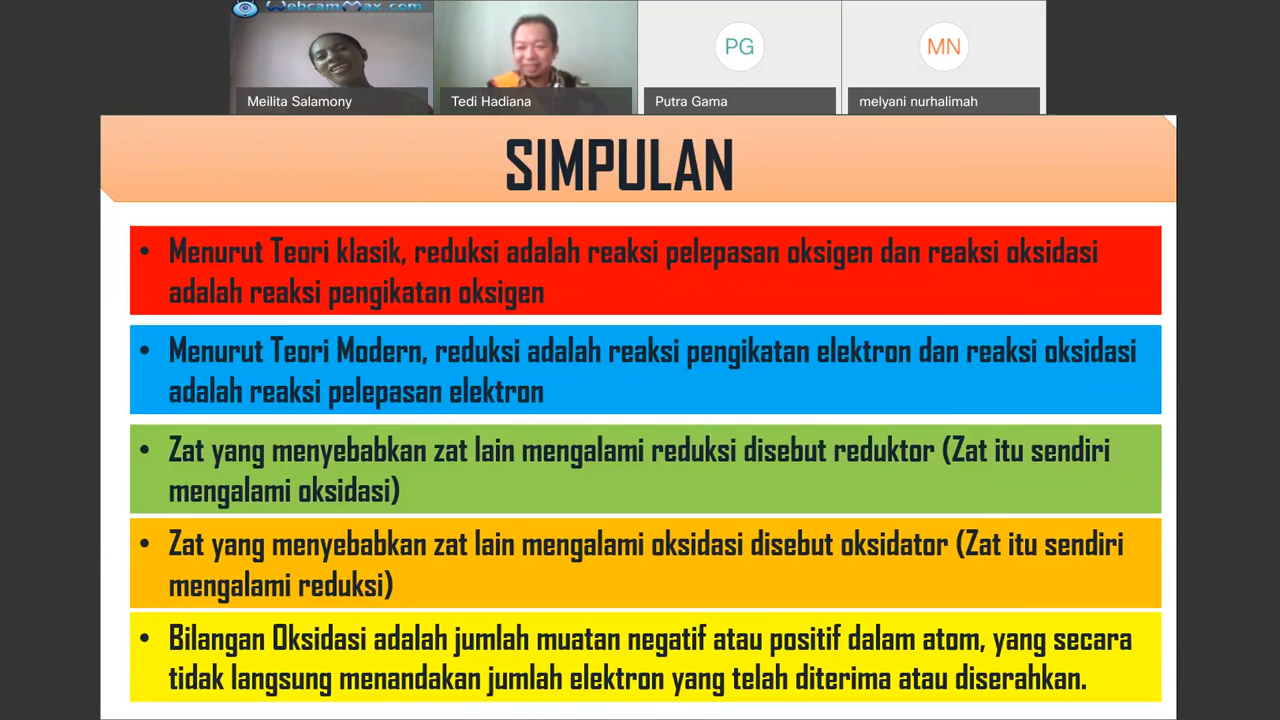 WebcamMax.com
PG
MN
Meilita Salamony
Tedi Hadiana
Putra Gama
melyani nurhalimah
SIMPULAN
• Menurut Teori klasik, reduksi adalah reaksi pelepasan oksigen dan reaksi oksidasi
adalah reaksi pengikatan oksigen
• Menurut Teori Modern, reduksi adalah reaksi pengikatan elektron dan reaksi oksidasi
adalah reaksi pelepasan elektron
• Zat yang menyebabkan zat lain mengalami reduksi disebut reduktor (Zat itu sendiri
mengalami oksidasi)
• Zat yang menyebabkan zat lain mengalami oksidasi disebut oksidator (Zat itu sendiri
mengalami reduksi)
• Bilangan Oksidasi adalah jumlah muatan negatif atau positif dalam atom, yang secara
tidak langsung menandakan jumlah elektron yang telah diterima atau diserahkan.